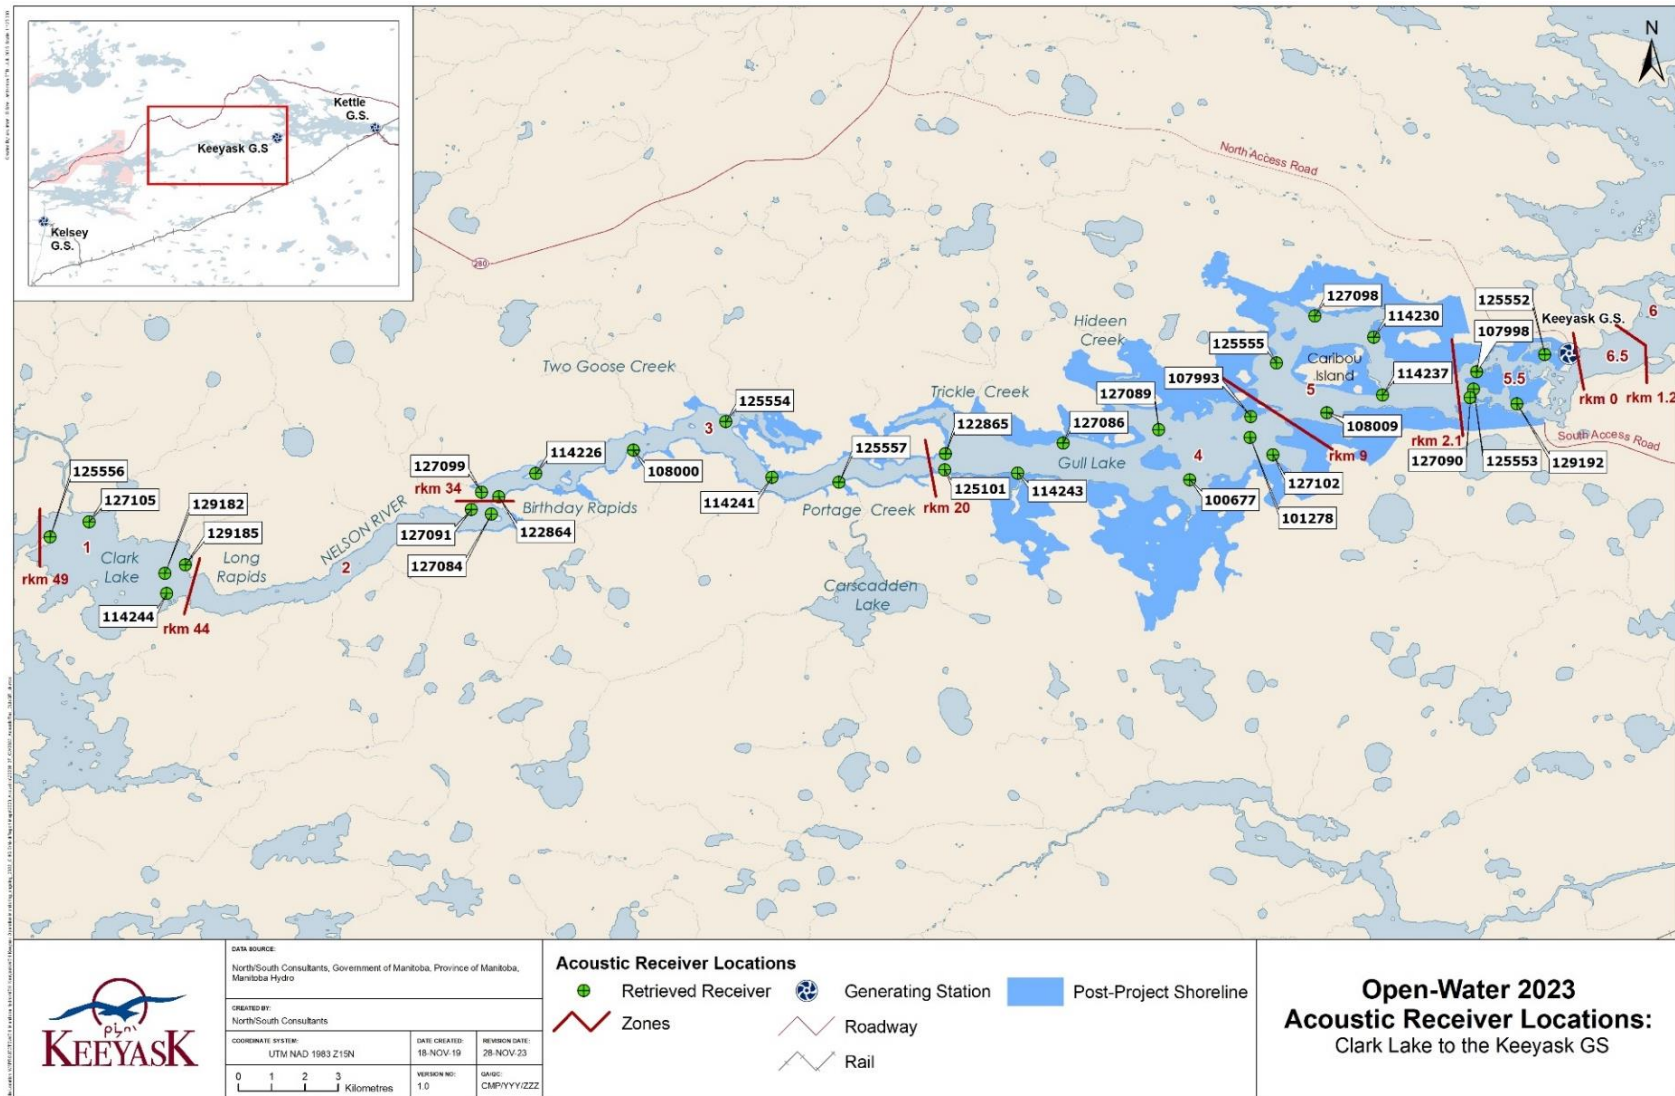 Kettle
G.S.
Keeyask G.S
Kelsey
G.S.
280
North Access Road
N
127098
125552
114230
Keeyask G.S.
6
Hideen
Creek
107998
125555
Caribou
Island
6.5
Two Goose Creek
114237
5.5
107993
5
rkm 0
rkm 1.2
Trickle Creek
127089
125554
3
122865
127086
108009
South Access Road
114226
125557
rkm 2.1
127099
108000
Gull Lake
4
rkm 9
127090
125553
129192
125556
rkm 34
127102
127105
114241
125101
114243
100677
129182
NELSON RIVER
Birthday Rapids
Portage Creek
rkm 20
101278
129185
127091
122864
1
Clark
Lake
Long
Rapids
2
127084
rkm 49
Carscadden
Lake
114244
rkm 44
KEEYASK
DATA SOURCE:
North/South Consultants, Government of Manitoba, Province of Manitoba,
Manitoba Hydro
CREATED BY:
North/South Consultants
COORDINATE SYSTEM:
UTM NAD 1983 Z15N
DATE CREATED:
18-NOV-19
REVISION DATE:
28-NOV-23
0 1 2 3 Kilometres
VERSION NO:
1.0
QA/QC:
CMP/YYY/ZZZ
Acoustic Receiver Locations
Retrieved Receiver
Generating Station
Post-Project Shoreline
Zones
Roadway
Rail
Open-Water 2023
Acoustic Receiver Locations:
Clark Lake to the Keeyask GS